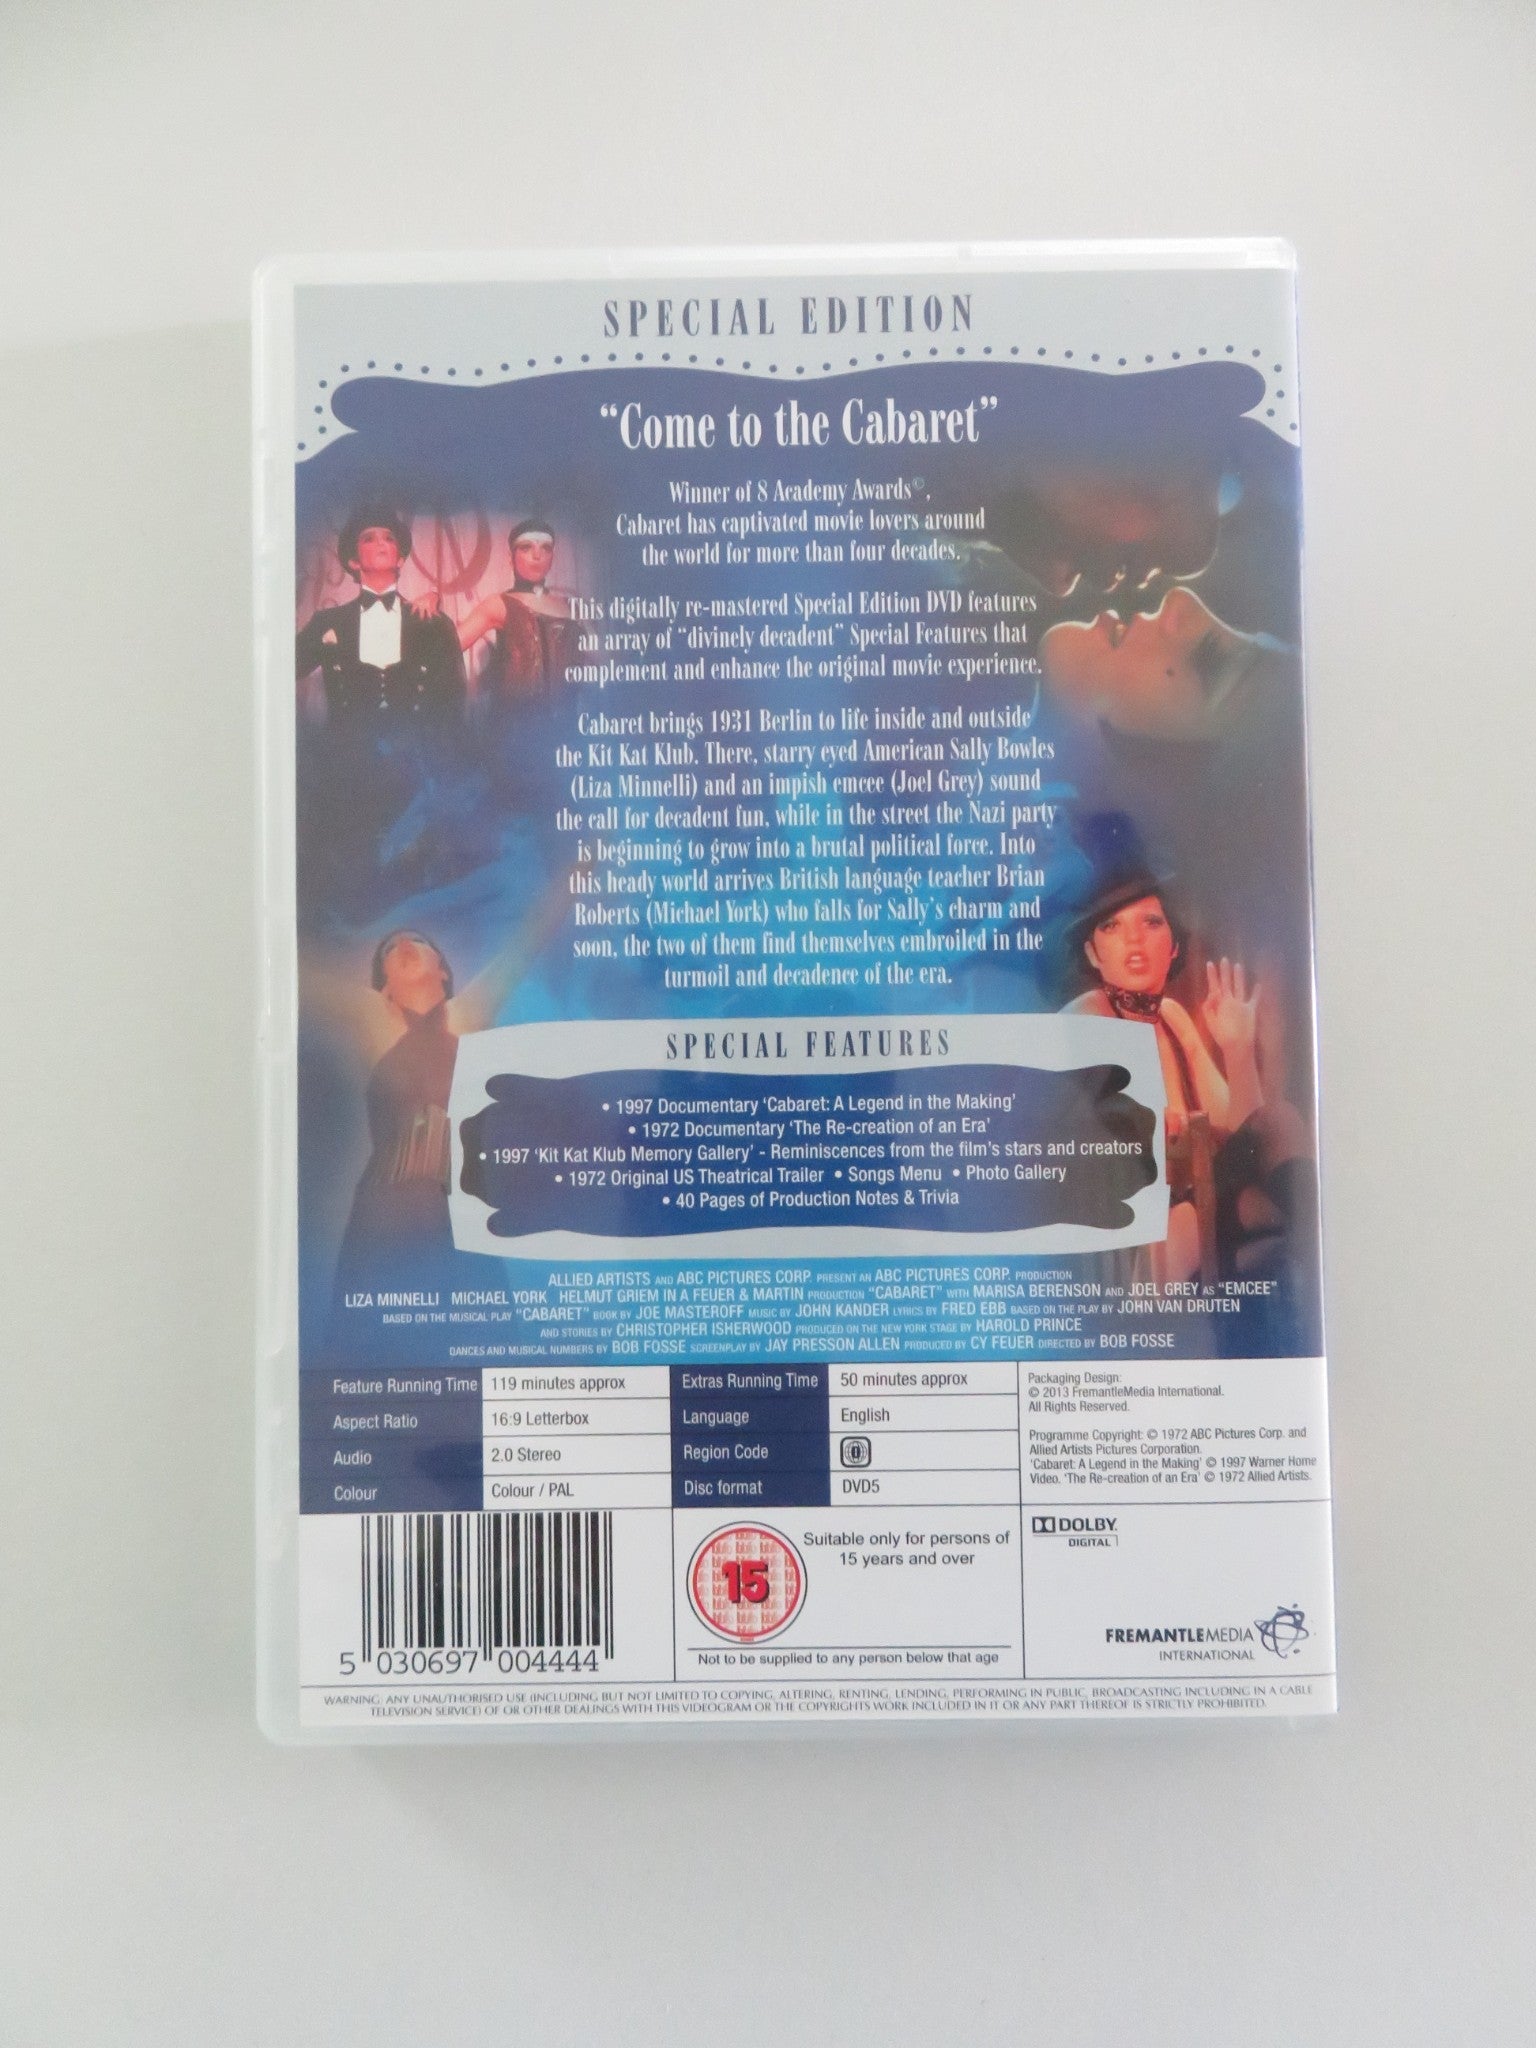 SPECIAL EDITION
“Come to the Cabaret”
Winner of 8 Academy Awards©,
Cabaret has captivated movie lovers around
the world for more than four decades.
This digitally re-mastered Special Edition DVD features
an array of “divinely decadent” Special Features that
complement and enhance the original movie experience.
Cabaret brings 1931 Berlin to life inside and outside
the Kit Kat Klub. There, starry eyed American Sally Bowles
(Liza Minnelli) and an impish emcee (Joel Grey) sound
the call for decadent fun, while in the street the Nazi party
is beginning to grow into a brutal political force. Into
this heady world arrives British language teacher Brian
Roberts (Michael York) who falls for Sally’s charm and
soon, the two of them find themselves embroiled in the
turmoil and decadence of the era.
SPECIAL FEATURES
• 1997 Documentary ‘Cabaret: A Legend in the Making’
• 1972 Documentary ‘The Re-creation of an Era’
• 1997 ‘Kit Kat Klub Memory Gallery’ - Reminiscences from the film’s stars and creators
• 1972 Original US Theatrical Trailer • Songs Menu • Photo Gallery
• 40 Pages of Production Notes & Trivia
ALLIED ARTISTS AND ABC PICTURES CORP. PRESENT AN ABC PICTURES CORP. PRODUCTION
LIZA MINNELLI MICHAEL YORK HELMUT GRIEM IN A FEUER & MARTIN PRODUCTION “CABARET” WITH MARISA BERENSON AND JOEL GREY AS “EMCEE”
BASED ON THE MUSICAL PLAY “CABARET” BOOK BY JOE MASTEROFF MUSIC BY JOHN KANDER LYRICS BY FRED EBB BASED ON THE PLAY BY JOHN VAN DRUTEN
AND STORIES BY CHRISTOPHER ISHERWOOD PRODUCED ON THE NEW YORK STAGE BY HAROLD PRINCE
DANCES AND MUSICAL NUMBERS BY BOB FOSSE SCREENPLAY BY JAY PRESSON ALLEN PRODUCED BY CY FEUER DIRECTED BY BOB FOSSE
Feature Running Time 119 minutes approx
Aspect Ratio 16:9 Letterbox
Audio 2.0 Stereo
Colour Colour / PAL
Extras Running Time 50 minutes approx
Language English
Region Code 0
Disc format DVD5
Packaging Design:
© 2013 FremantleMedia International.
All Rights Reserved.
Programme Copyright: © 1972 ABC Pictures Corp. and
Allied Artists Pictures Corporation.
‘Cabaret: A Legend in the Making’ © 1997 Warner Home
Video. ‘The Re-creation of an Era’ © 1972 Allied Artists.
5 030697 004444
15
Suitable only for persons of
15 years and over
Not to be supplied to any person below that age
DOLBY
DIGITAL
FREMANTLEMEDIA
INTERNATIONAL
WARNING. ANY UNAUTHORISED USE (INCLUDING BUT NOT LIMITED TO COPYING, ALTERING, RENTING, LENDING, PERFORMING IN PUBLIC, BROADCASTING INCLUDING IN A CABLE
TELEVISION SERVICE) OF OR OTHER DEALINGS WITH THIS VIDEOGRAM OR THE COPYRIGHTS WORK INCLUDED IN IT OR ANY PART THEREOF IS STRICTLY PROHIBITED.